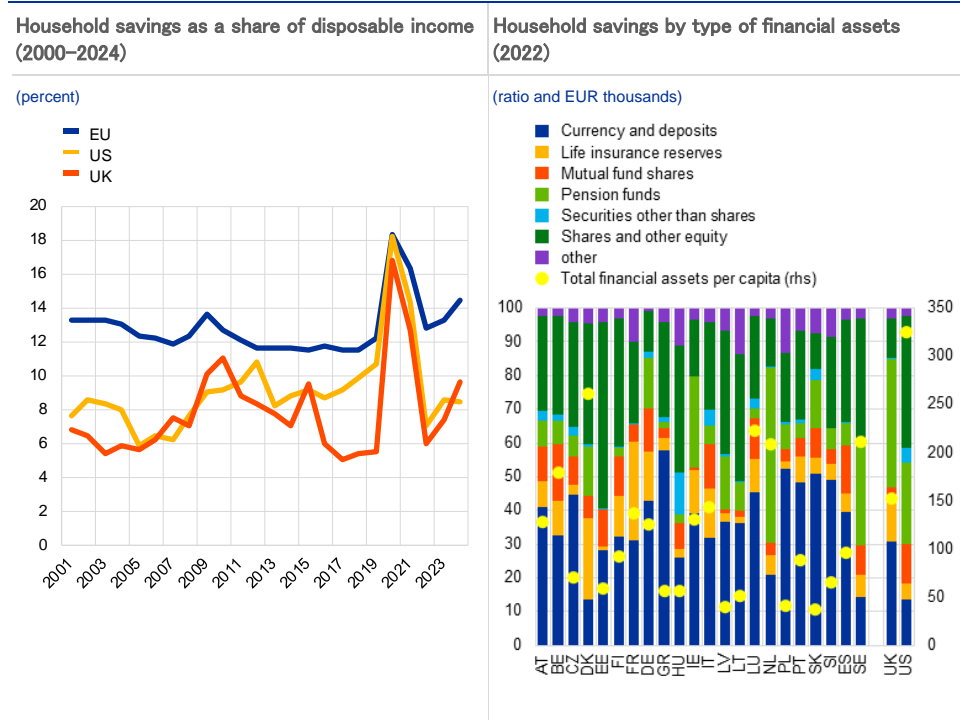 Household savings as a share of disposable income
(2000–2024)
(percent)
EU
US
UK
20
18
16
14
12
10
8
6
4
2
0
2001
2003
2005
2007
2009
2011
2013
2015
2017
2019
2021
2023
Household savings by type of financial assets
(2022)
(ratio and EUR thousands)
Currency and deposits
Life insurance reserves
Mutual fund shares
Pension funds
Securities other than shares
Shares and other equity
other
Total financial assets per capita (rhs)
100
90
80
70
60
50
40
30
20
10
0
350
300
250
200
150
100
50
0
AT
BE
CZ
DK
EE
FI
FR
DE
GR
HU
IE
IT
LV
LT
LU
NL
PL
PT
SK
SI
ES
SE
UK
US